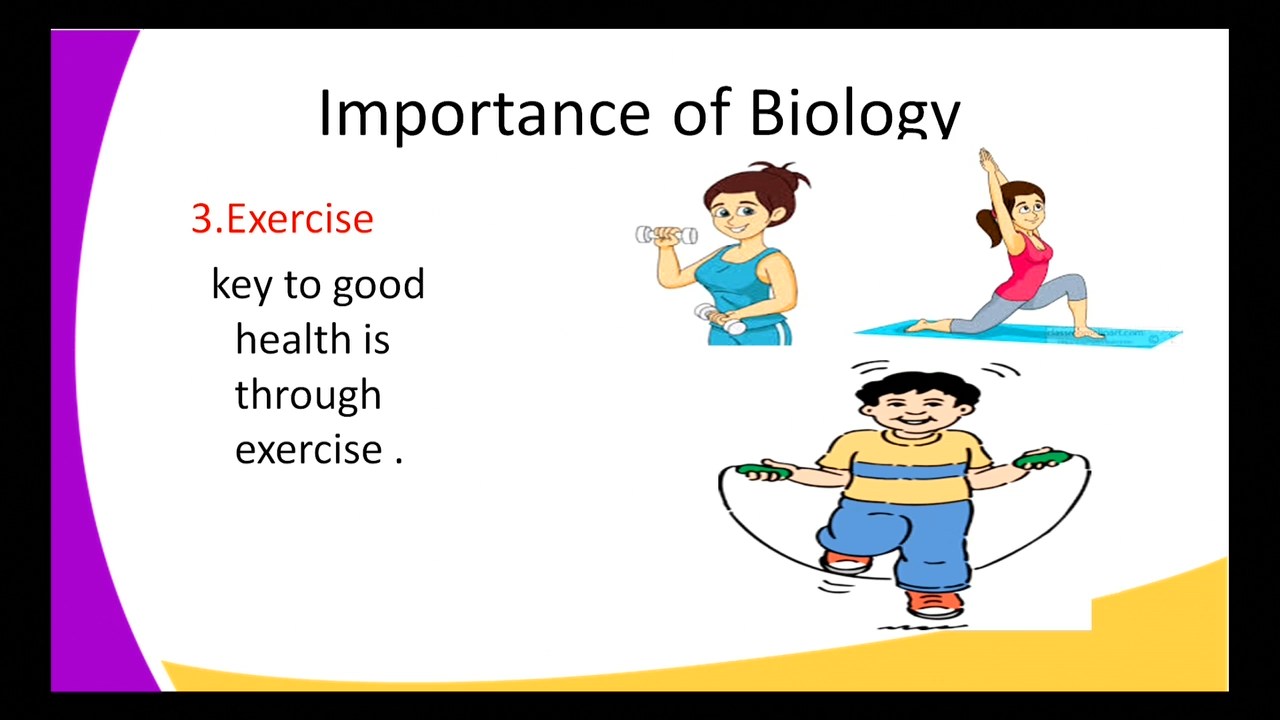 Importance of Biology
3.Exercise
key to good
health is
through
exercise .